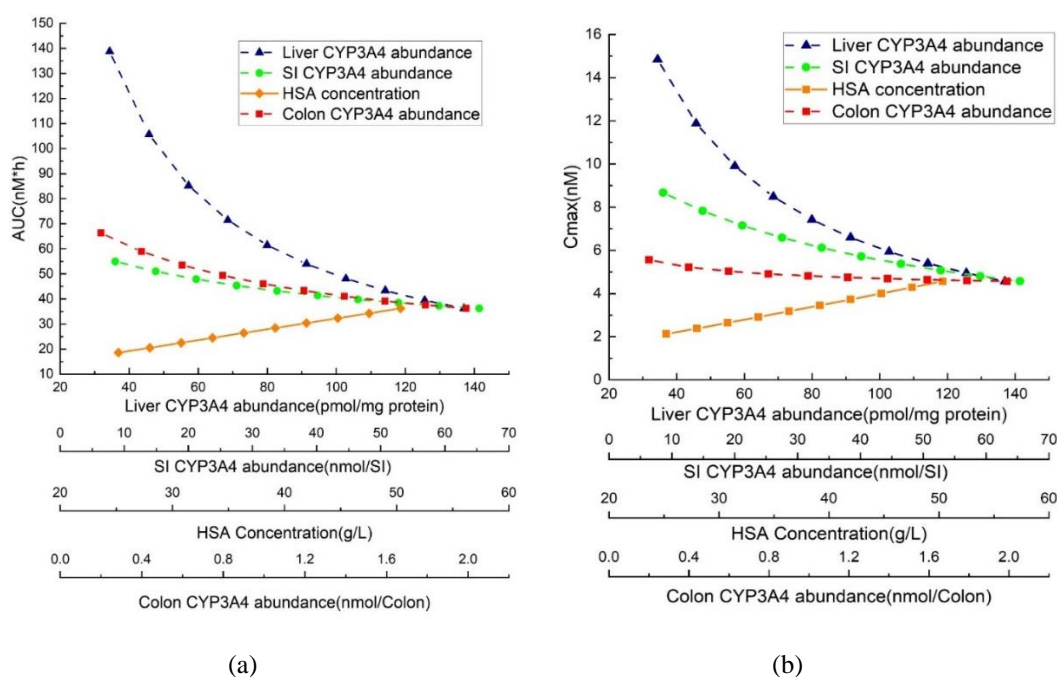 150
140
130
120
110
100
90
80
70
60
50
40
30
20
10
AUC(nM*h)
Liver CYP3A4 abundance
SI CYP3A4 abundance
HSA concentration
Colon CYP3A4 abundance
20 40 60 80 100 120 140
Liver CYP3A4 abundance(pmol/mg protein)
0 10 20 30 40 50 60 70
SI CYP3A4 abundance(nmol/SI)
20 30 40 50 60
HSA Concentration(g/L)
0.0 0.4 0.8 1.2 1.6 2.0
Colon CYP3A4 abundance(nmol/Colon)
(a)
16
14
12
10
8
6
4
2
0
Cmax(nM)
Liver CYP3A4 abundance
SI CYP3A4 abundance
HSA concentration
Colon CYP3A4 abundance
20 40 60 80 100 120 140
Liver CYP3A4 abundance(pmol/mg protein)
0 10 20 30 40 50 60 70
SI CYP3A4 abundance(nmol/SI)
20 30 40 50 60
HSA Concentration(g/L)
0.0 0.4 0.8 1.2 1.6 2.0
Colon CYP3A4 abundance(nmol/Colon)
(b)